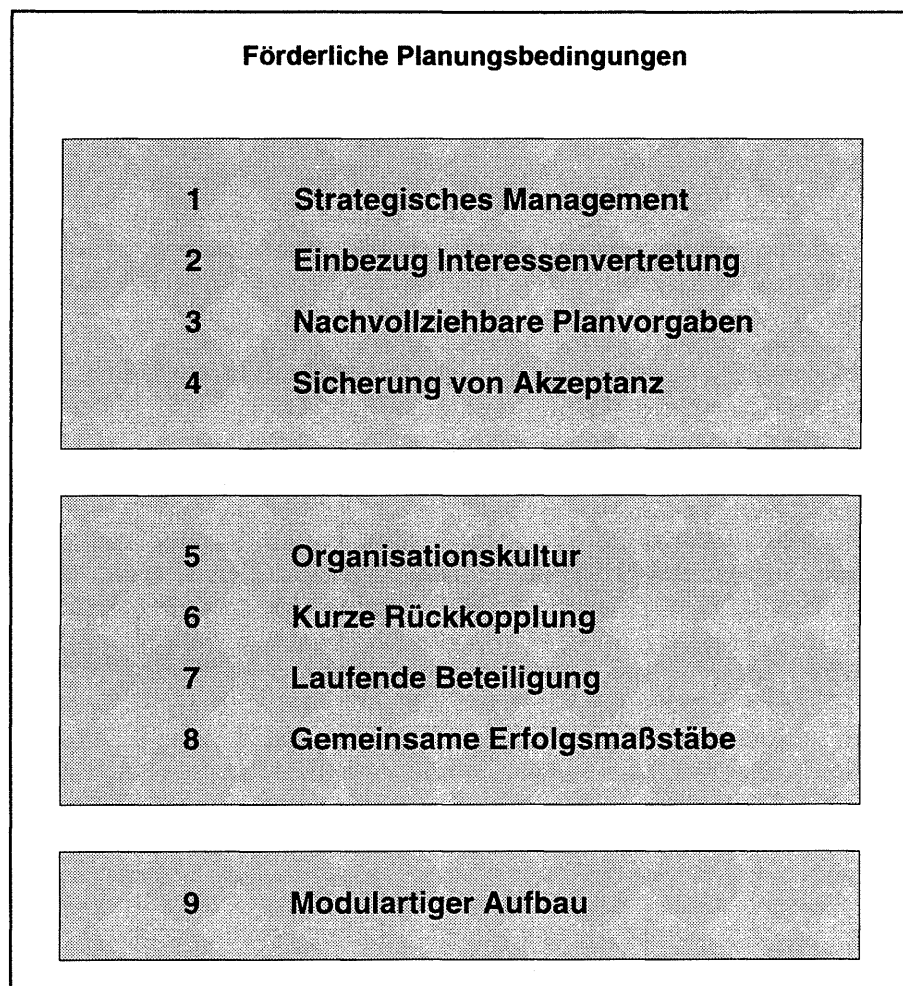 Förderliche Planungsbedingungen
1 Strategisches Management
2 Einbezug Interessenvertretung
3 Nachvollziehbare Planvorgaben
4 Sicherung von Akzeptanz
5 Organisationskultur
6 Kurze Rückkopplung
7 Laufende Beteiligung
8 Gemeinsame Erfolgsmaßstäbe
9 Modulartiger Aufbau